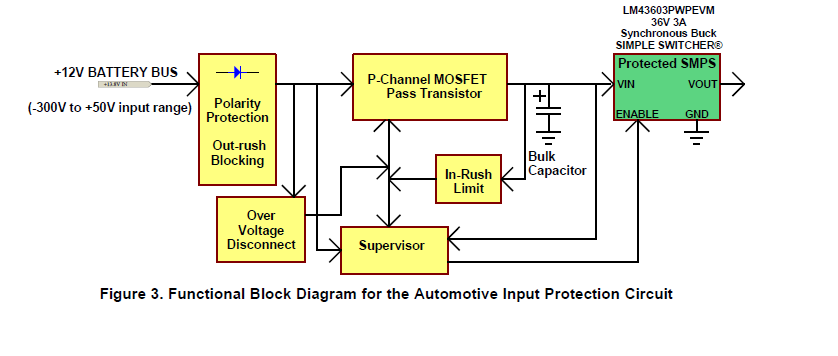 LM43603PWPEVM
36V 3A
Synchronous Buck
SIMPLE SWITCHER®
Protected SMPS
+12V BATTERY BUS
+13.8V IN
(-300V to +50V input range)
Polarity
Protection
Out-rush
Blocking
P-Channel MOSFET
Pass Transistor
VIN
VOUT
ENABLE
GND
+
Bulk
Capacitor
In-Rush
Limit
Over
Voltage
Disconnect
Supervisor
Figure 3. Functional Block Diagram for the Automotive Input Protection Circuit